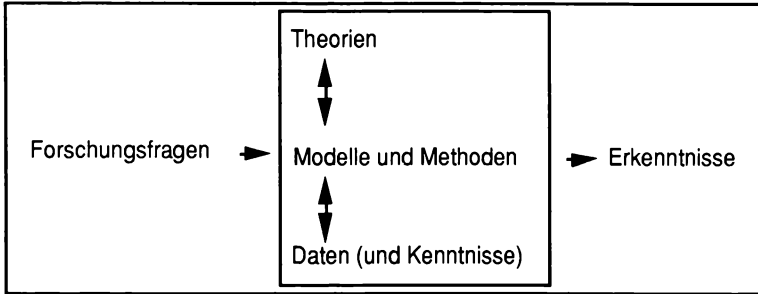 Theorien
Forschungsfragen
Modelle und Methoden
Erkenntnisse
Daten (und Kenntnisse)